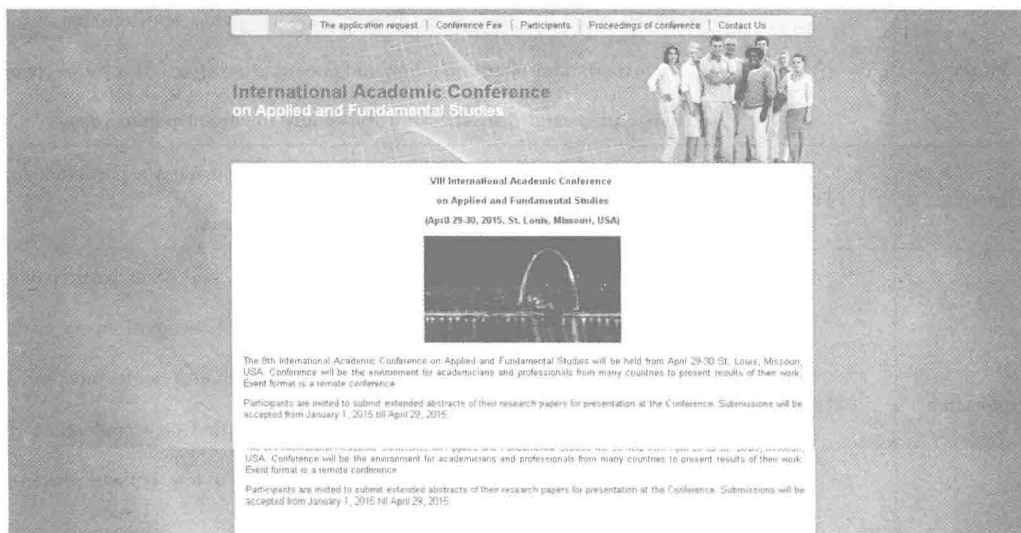 Home | The application request | Conference Fee | Participants | Proceedings of conference | Contact Us
International Academic Conference
on Applied and Fundamental Studies
VIII International Academic Conference
on Applied and Fundamental Studies
(April 29-30, 2015, St. Louis, Missouri, USA)
The 8th International Academic Conference on Applied and Fundamental Studies will be held from April 29-30 St. Louis, Missouri,
USA. Conference will be the environment for academicians and professionals from many countries to present results of their work.
Event format is a remote conference.
Participants are invited to submit extended abstracts of their research papers for presentation at the Conference. Submissions will be
accepted from January 1, 2015 till April 29, 2015.
USA. Conference will be the environment for academicians and professionals from many countries to present results of their work.
Event format is a remote conference.
Participants are invited to submit extended abstracts of their research papers for presentation at the Conference. Submissions will be
accepted from January 1, 2015 till April 29, 2015.